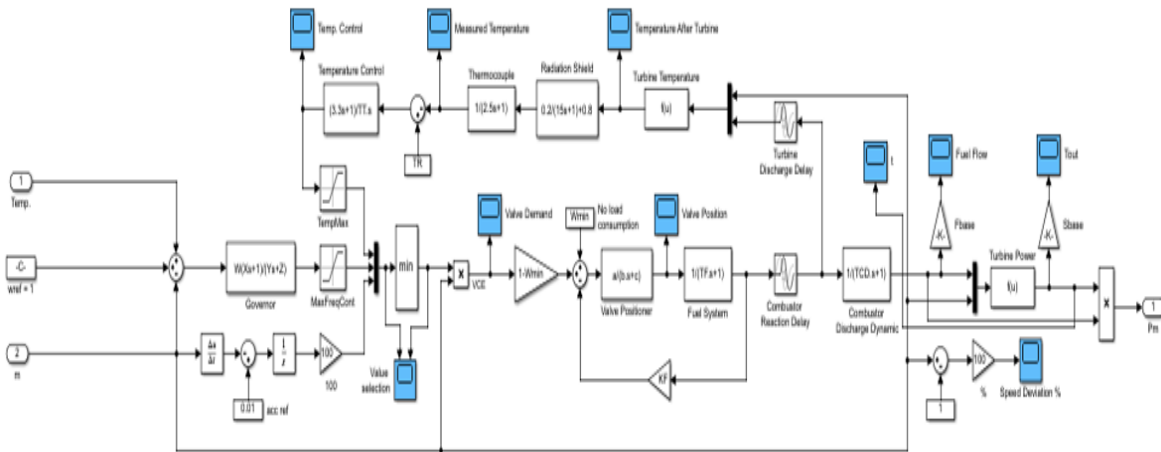 Temp. Control
Measured Temperature
Temperature After Turbine
Temperature Control
Thermocouple
Radiation Shield
Turbine Temperature
(3.3s+1)/TT.s
1/(2.5s+1)
0.2/(15s+1)+0.8
f(u)
TR
Turbine
Discharge Delay
t
Fuel Flow
Tout
1
Temp.
TempMax
Valve Demand
Wmin
No load
consumption
Valve Position
-K-
Fbase
-K-
Sbase
Turbine Power
-C-
wref = 1
W(Xs+1)/(Ys+Z)
Governor
MaxFreqCont
min
x
VCE
1-Wmin
a/(b.s+c)
Valve Positioner
1/(TF.s+1)
Fuel System
Combustor
Reaction Delay
1/(TCD.s+1)
Combustor
Discharge Dynamic
f(u)
x
1
Pm
2
m
100
100
Value
selection
KF
0.01
acc ref
1
100
%
Speed Deviation %